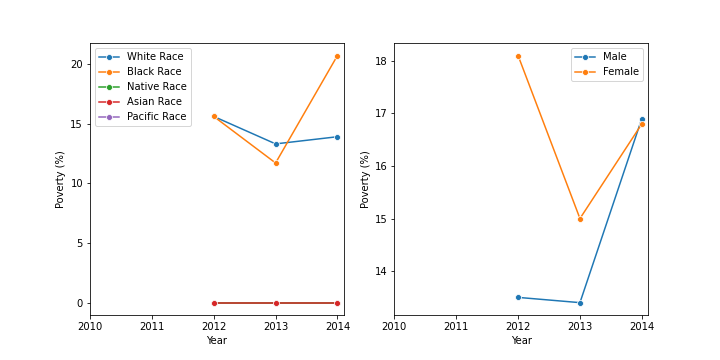 White Race
Black Race
Native Race
Asian Race
Pacific Race
20
15
10
5
0
Poverty (%)
2010 2011 2012 2013 2014
Year
Male
Female
18
17
16
15
14
Poverty (%)
2010 2011 2012 2013 2014
Year